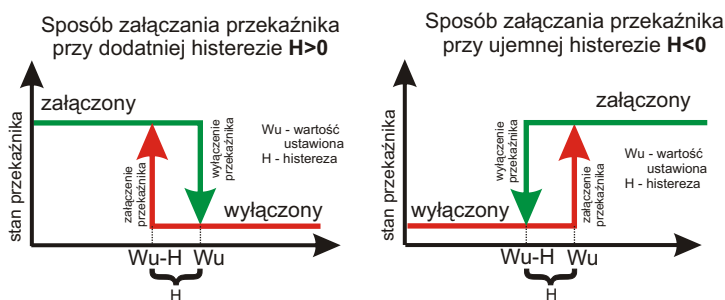 Sposób załączania przekaźnika
przy dodatniej histerezie H>0
stan przekaźnika
załączony
załączenie
przekaźnika
wyłączenie
przekaźnika
Wu - wartość
ustawiona
H - histereza
wyłączony
Wu-H
Wu
H
Sposób załączania przekaźnika
przy ujemnej histerezie H<0
stan przekaźnika
załączony
wyłączenie
przekaźnika
załączenie
przekaźnika
Wu - wartość
ustawiona
H - histereza
wyłączony
Wu-H
Wu
H